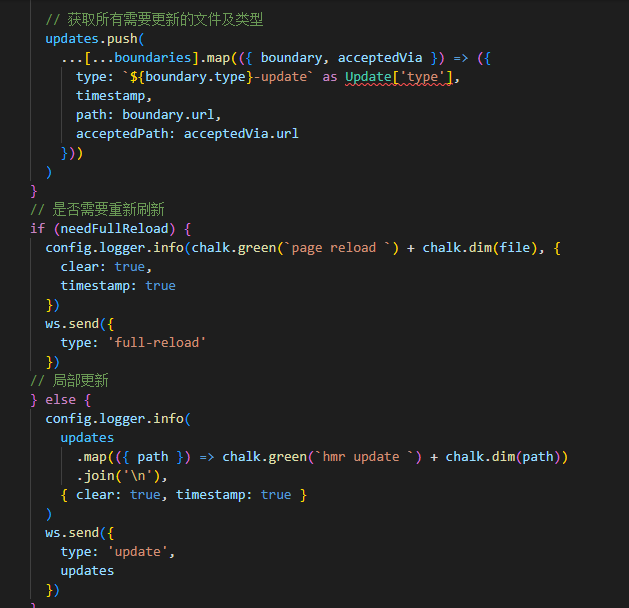 // 获取所有需要更新的文件及类型
updates.push(
...[...boundaries].map(({ boundary, acceptedVia }) => ({
type: `${boundary.type}-update` as Update['type'],
timestamp,
path: boundary.url,
acceptedPath: acceptedVia.url
}))
)
}
// 是否需要重新刷新
if (needFullReload) {
config.logger.info(chalk.green(`page reload `) + chalk.dim(file), {
clear: true,
timestamp: true
})
ws.send({
type: 'full-reload'
})
// 局部更新
} else {
config.logger.info(
updates
.map(({ path }) => chalk.green(`hmr update `) + chalk.dim(path))
.join('\n'),
{ clear: true, timestamp: true }
)
ws.send({
type: 'update',
updates
})
}